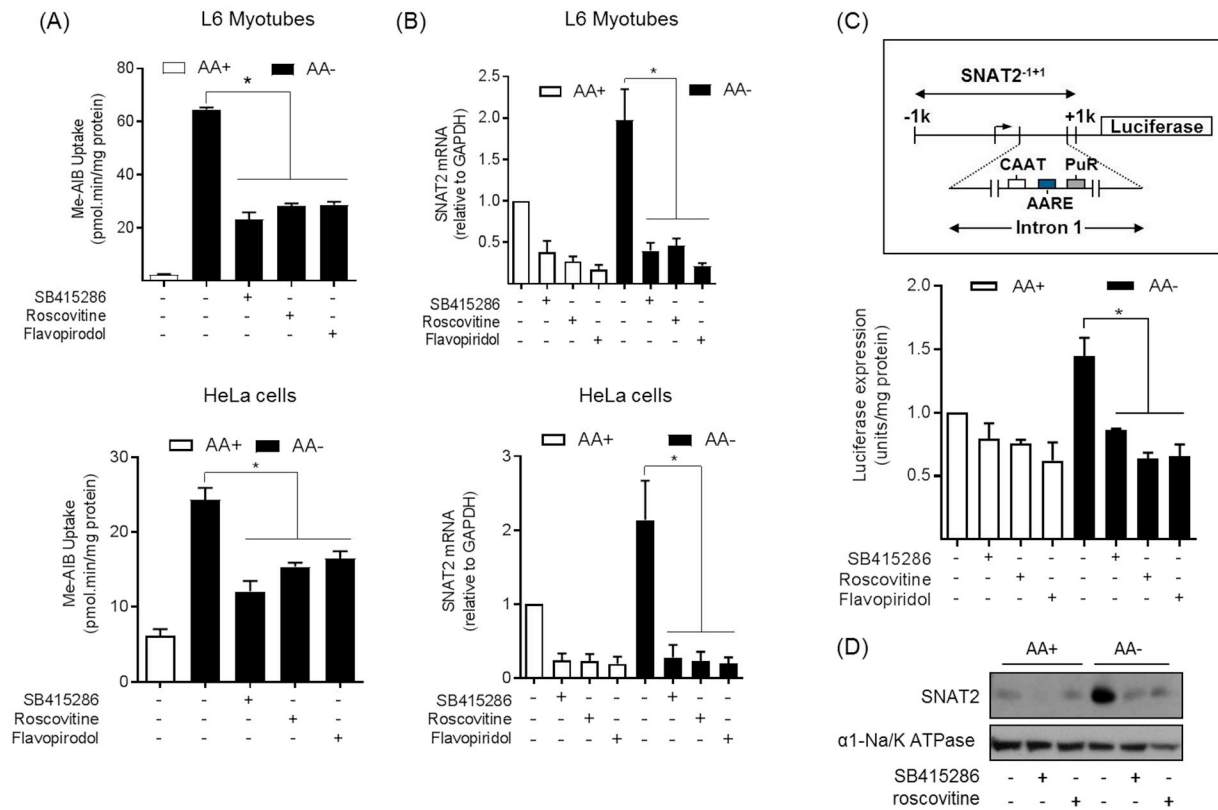 (A)
L6 Myotubes
AA+ AA-
Me-AIB Uptake
(pmol.min/mg protein)
80
60
40
20
*
- - - - -
SB415286 - - + - -
Roscovitine - - - + -
Flavopirodol - - - - +
HeLa cells
AA+ AA-
Me-AIB Uptake
(pmol.min/mg protein)
30
20
10
0
*
- - - - -
SB415286 - - + - -
Roscovitine - - - + -
Flavopirodol - - - - +
(B)
L6 Myotubes
AA+ AA-
SNAT2 mRNA
(relative to GAPDH)
2.5
2.0
1.5
1.0
0.5
*
SB415286 - + - - - + - -
Roscovitine - - + - - - + -
Flavopiridol - - - + - - - +
HeLa cells
AA+ AA-
SNAT2 mRNA
(relative to GAPDH)
3
2
1
0
*
SB415286 - + - - - + - -
Roscovitine - - + - - - + -
Flavopiridol - - - + - - - +
(C)
SNAT2-1+1
-1k +1k
Luciferase
CAAT PuR
AARE
Intron 1
AA+ AA-
Luciferase expression
(units/mg protein)
2.0
1.5
1.0
0.5
*
SB415286 - + - - - + - -
Roscovitine - - + - - - + -
Flavopiridol - - - + - - - +
(D)
AA+ AA-
SNAT2
α1-Na/K ATPase
SB415286 - + - - + -
roscovitine - - + - - +